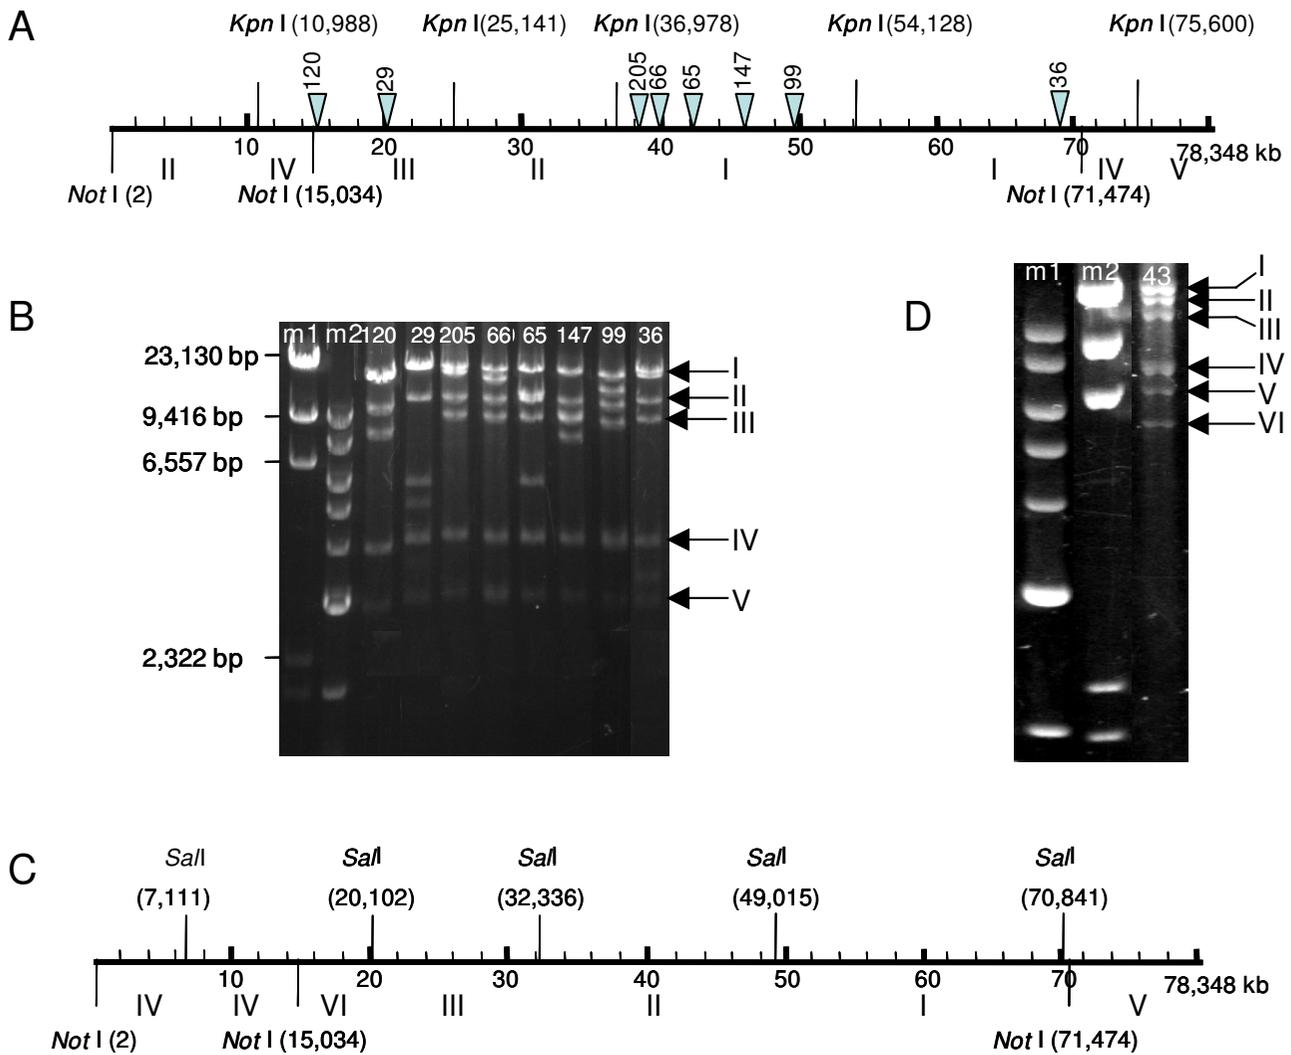 A
Kpn I (10,988) Kpn I (25,141) Kpn I (36,978) Kpn I (54,128) Kpn I (75,600)
120 29 205 66 65 147 99 36
10 20 30 40 50 60 70 78,348 kb
II IV III II I I IV V
Not I (2) Not I (15,034) Not I (71,474)
B
m1 m2 120 29 205 66 65 147 99 36
23,130 bp
9,416 bp
6,557 bp
2,322 bp
I
II
III
IV
V
D
m1 m2 43
I
II
III
IV
V
VI
C
SalI SalI SalI SalI SalI
(7,111) (20,102) (32,336) (49,015) (70,841)
10 20 30 40 50 60 70 78,348 kb
IV IV VI III II I V
Not I (2) Not I (15,034) Not I (71,474)